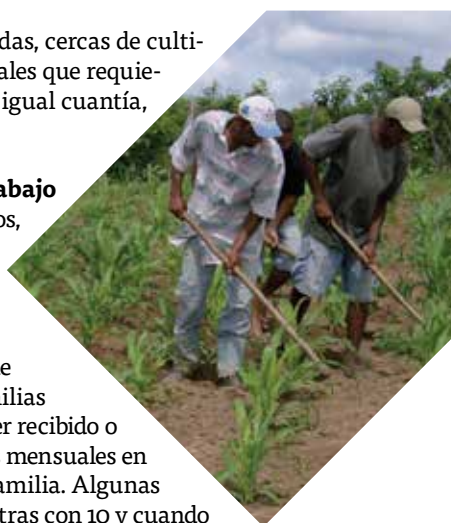 das, cercas de culti-
ales que requie-
igual cuantía,
abajo
os,
e
ilias
er recibido o
s mensuales en
amilia. Algunas
tras con 10 y cuando